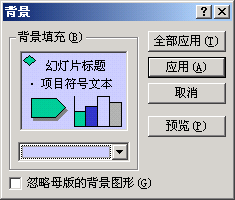 背景
背景填充(B)
幻灯片标题
· 项目符号文本
全部应用(T)
应用(A)
取消
预览(P)
忽略母版的背景图形(G)